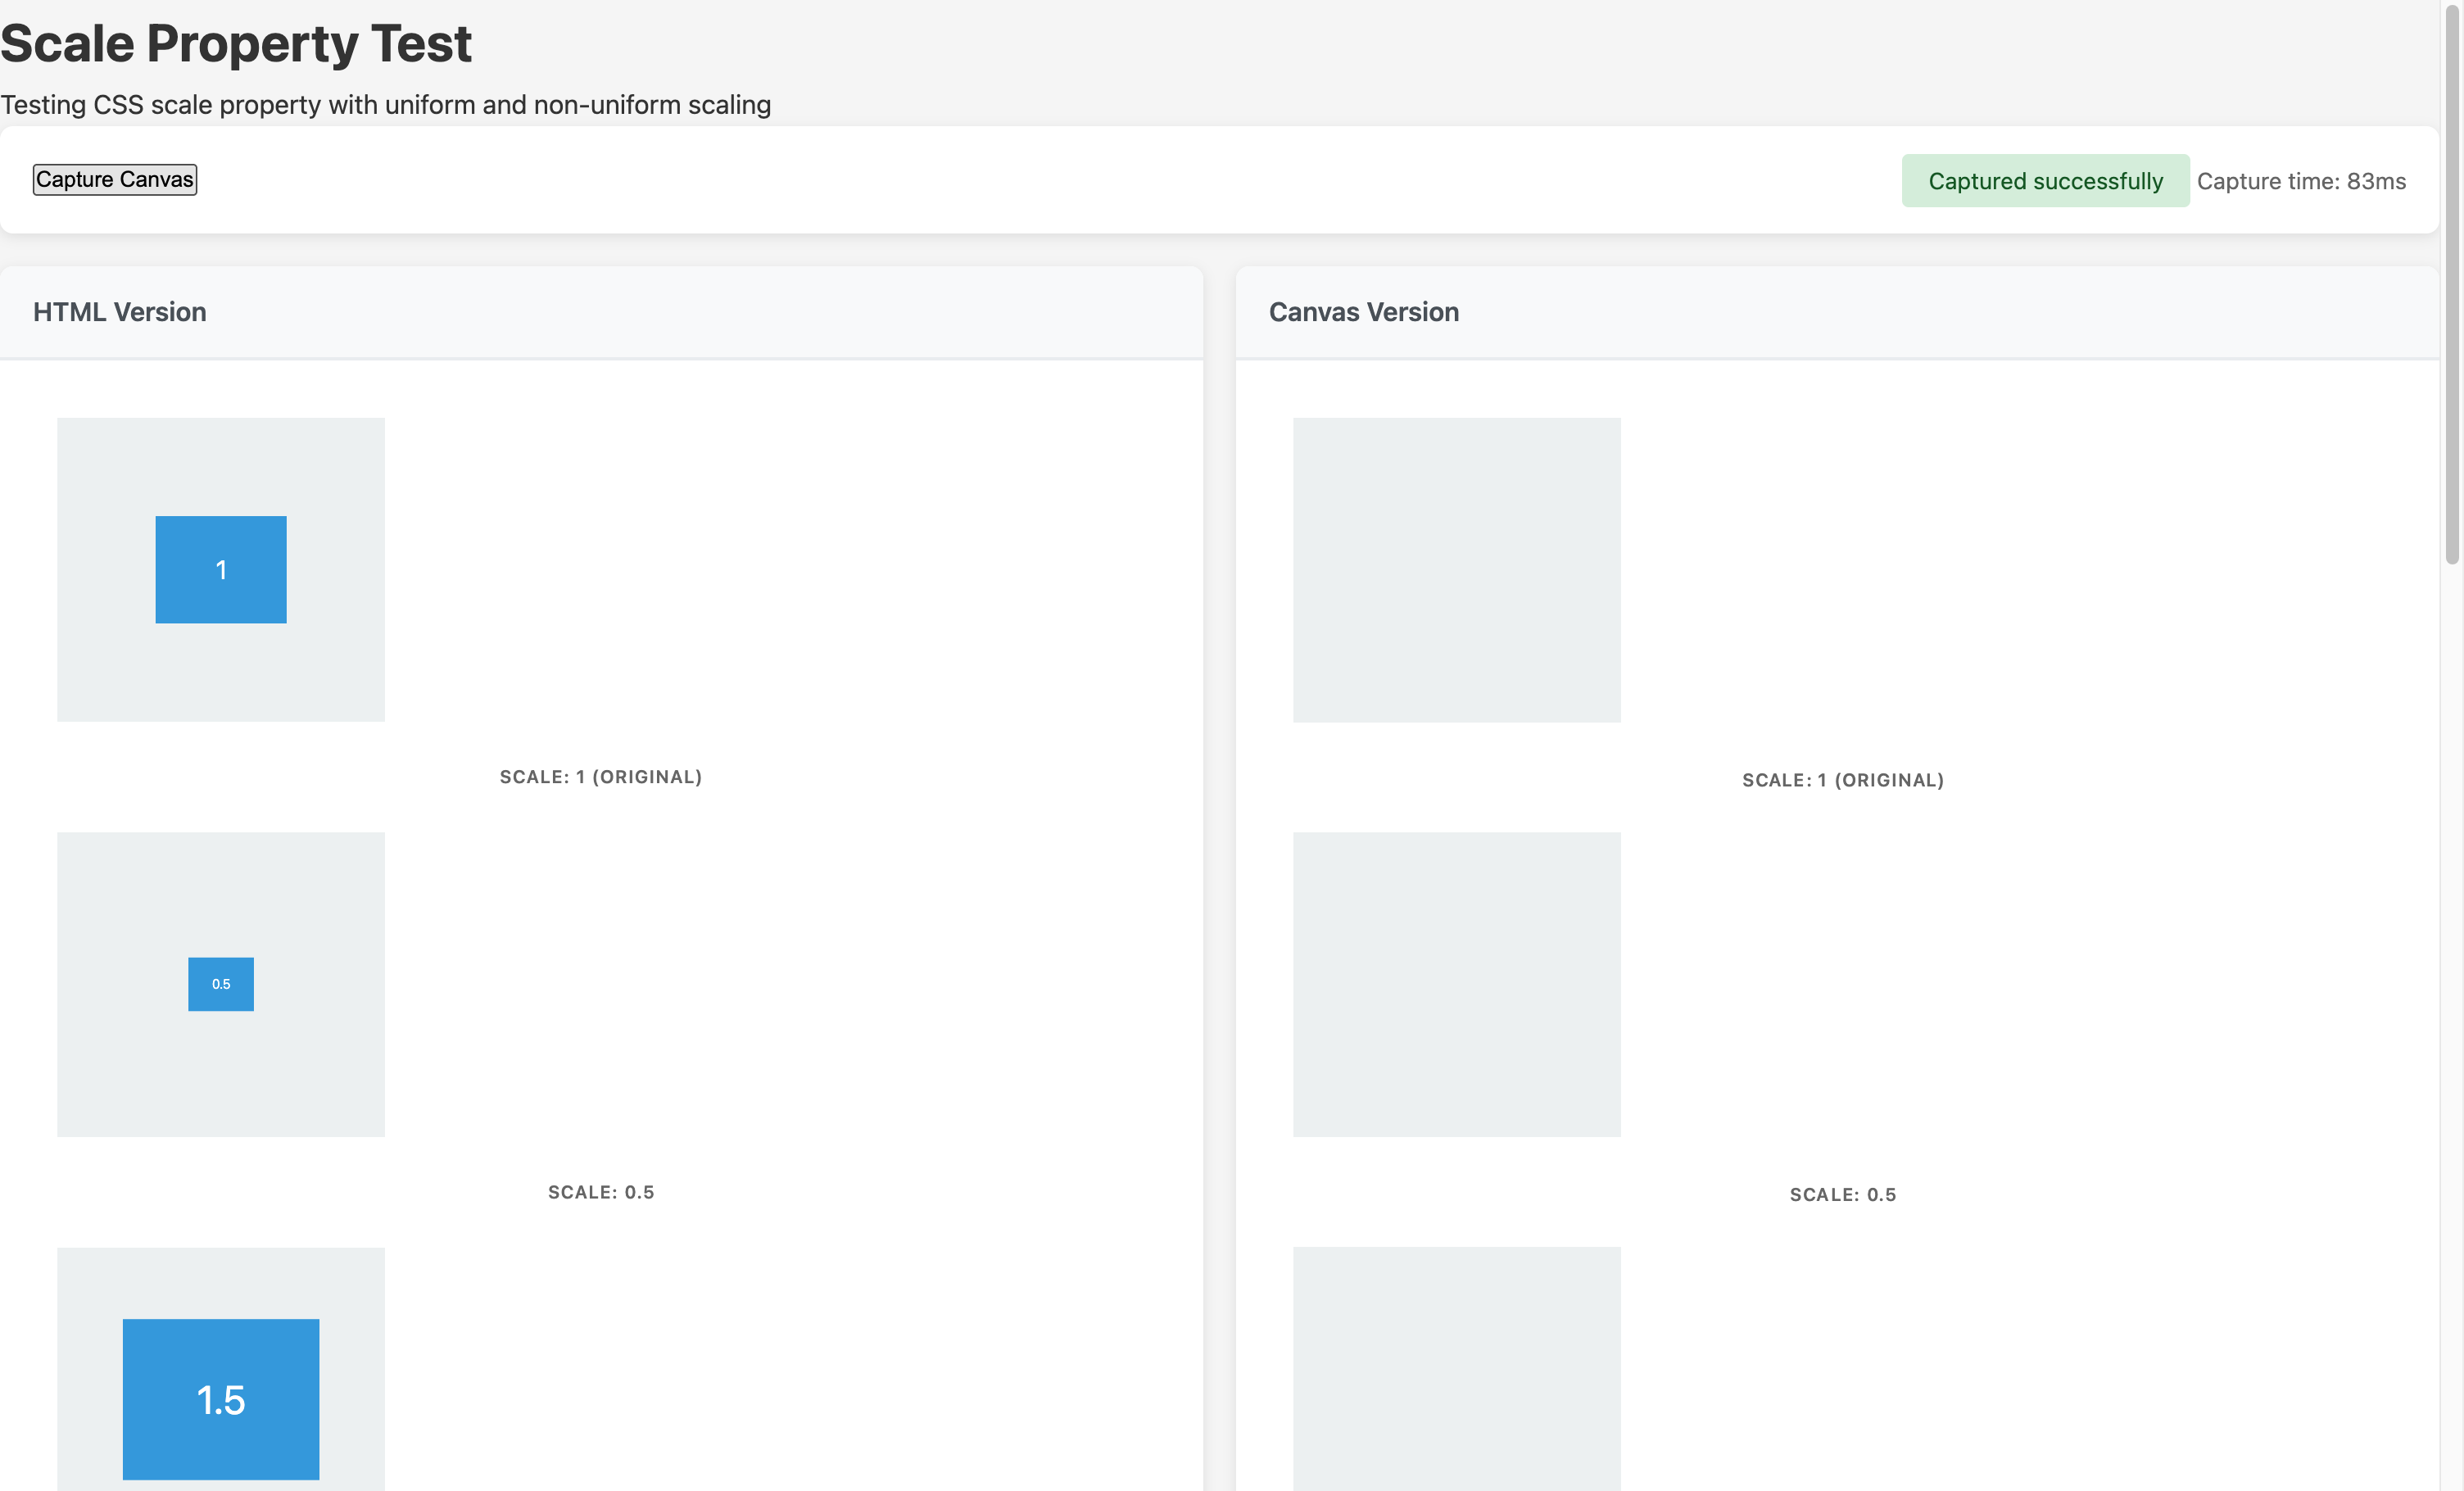 Scale Property Test
Testing CSS scale property with uniform and non-uniform scaling
Capture Canvas
Captured successfully
Capture time: 83ms
HTML Version
1
SCALE: 1 (ORIGINAL)
0.5
SCALE: 0.5
1.5
Canvas Version
SCALE: 1 (ORIGINAL)
SCALE: 0.5